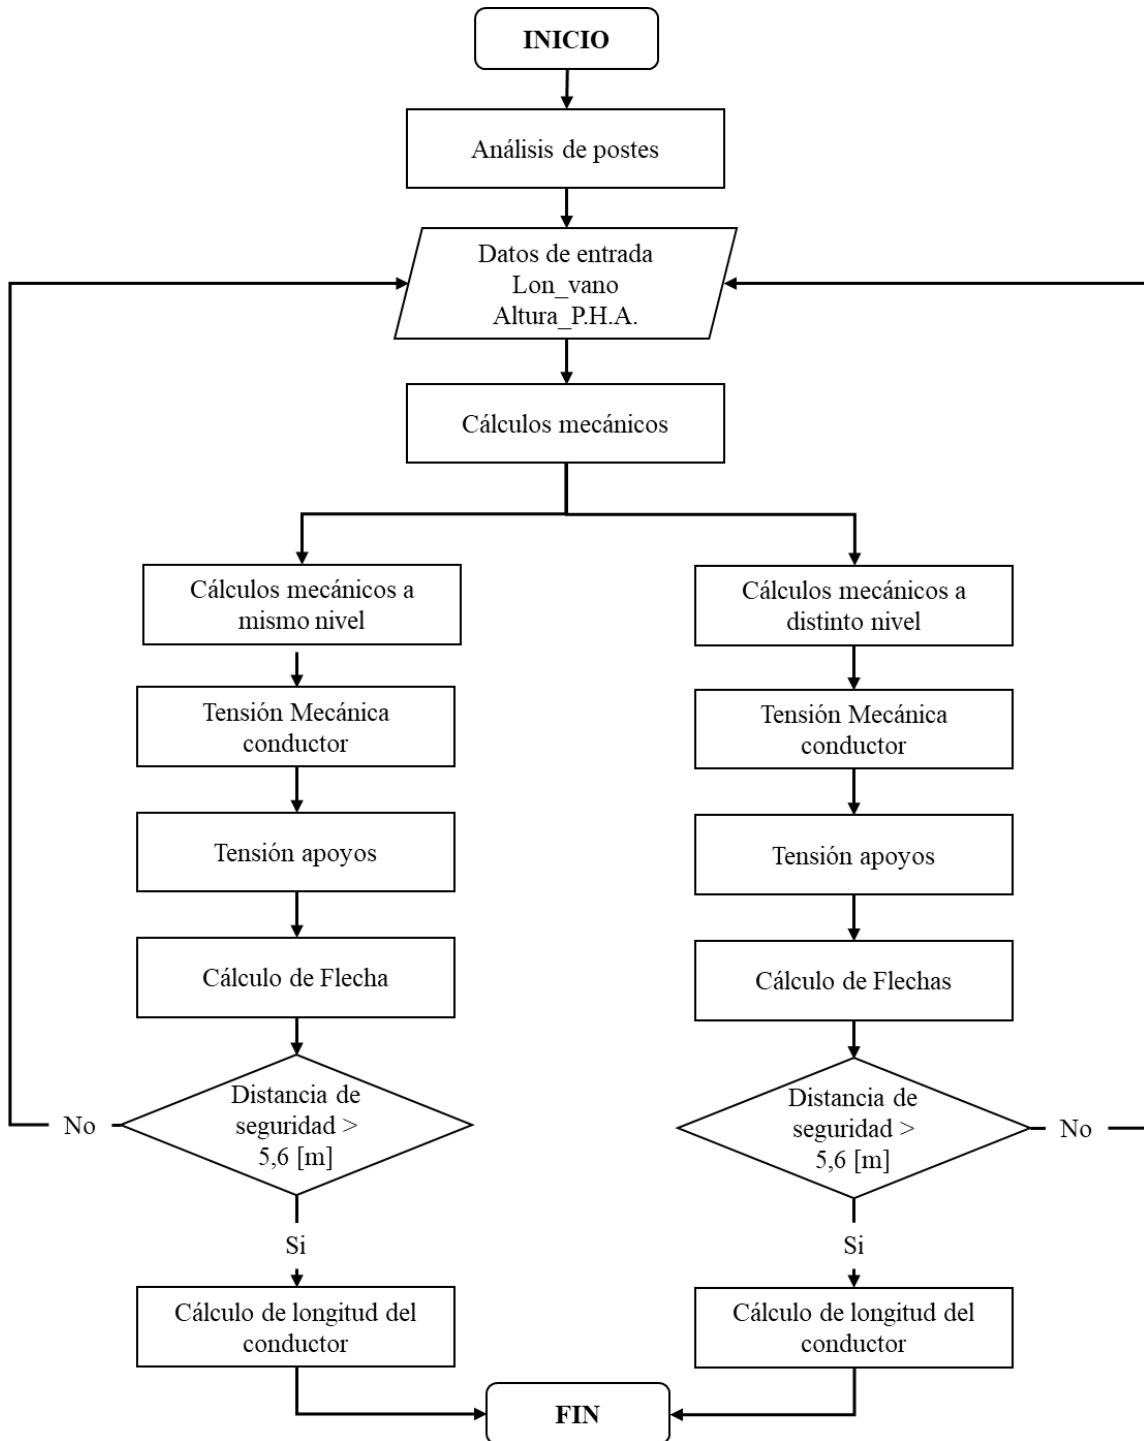 INICIO
Análisis de postes
Datos de entrada
Lon_vano
Altura_P.H.A.
Cálculos mecánicos
Cálculos mecánicos a
mismo nivel
Tensión Mecánica
conductor
Tensión apoyos
Cálculo de Flecha
Distancia de
seguridad >
5,6 [m]
No
Si
Cálculo de longitud del
conductor
Cálculos mecánicos a
distinto nivel
Tensión Mecánica
conductor
Tensión apoyos
Cálculo de Flechas
Distancia de
seguridad >
5,6 [m]
No
Si
Cálculo de longitud del
conductor
FIN